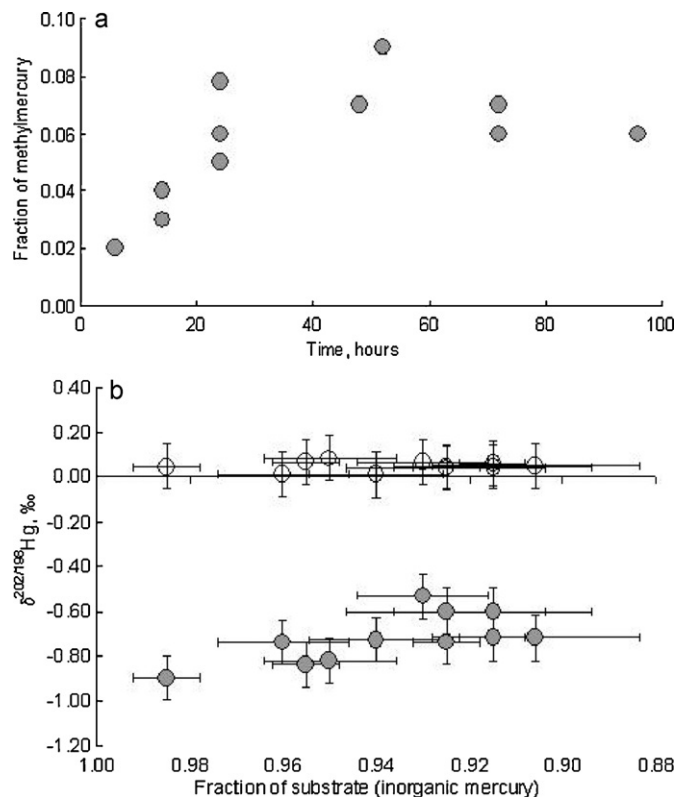 a
0.10
0.08
0.06
0.04
0.02
0.00
0 20 40 60 80 100
Fraction of methylmercury
Time, hours
b
0.40
0.20
0.00
-0.20
-0.40
-0.60
-0.80
-1.00
-1.20
1.00 0.98 0.96 0.94 0.92 0.90 0.88
δ202/198Hg, ‰
Fraction of substrate (inorganic mercury)